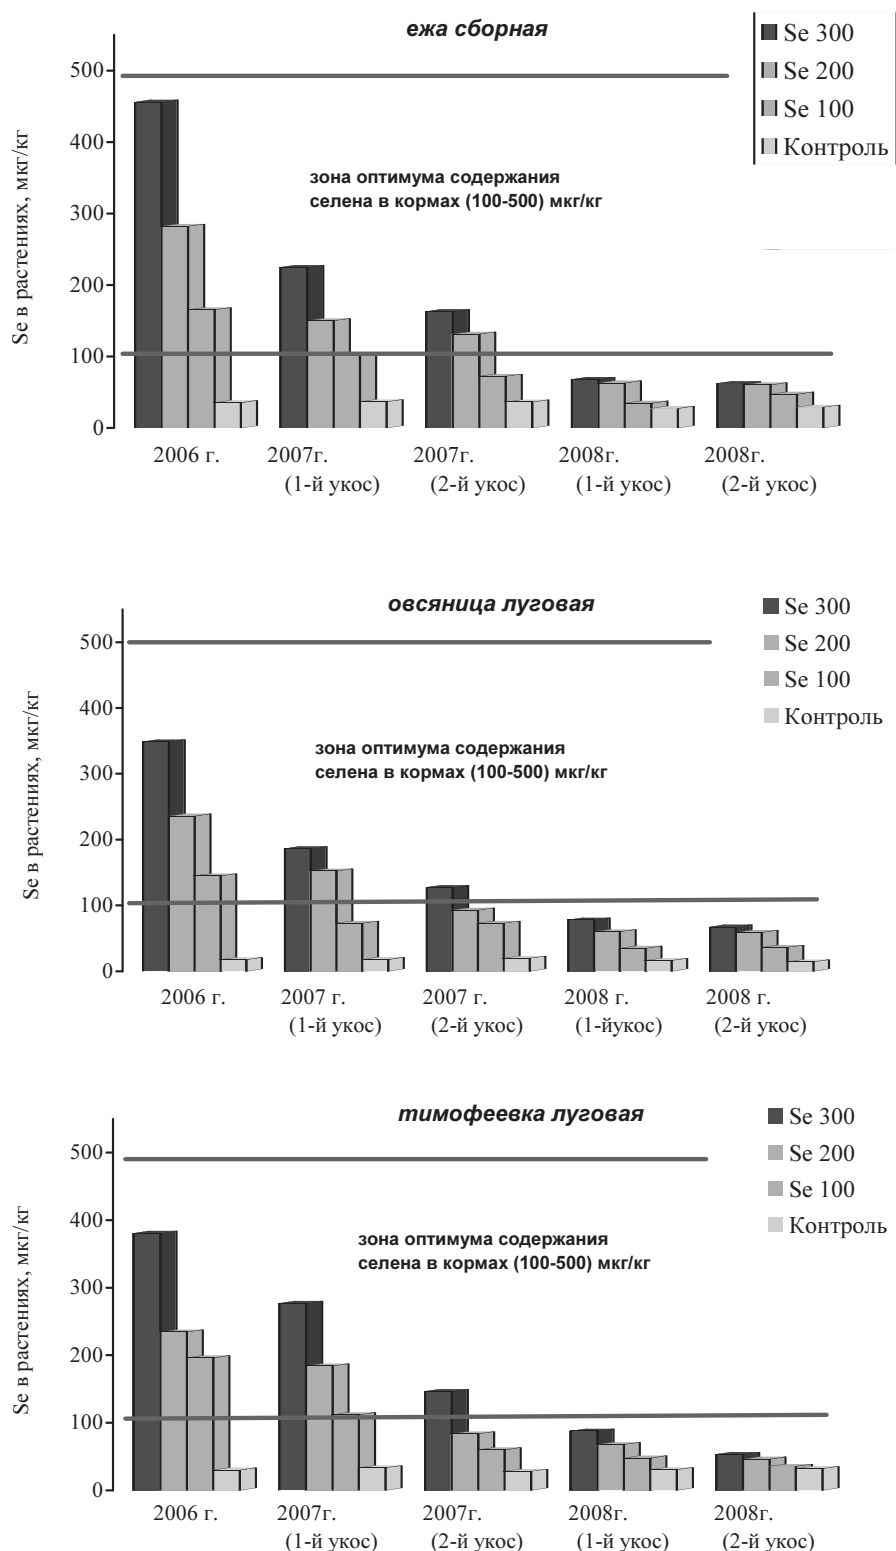 ежа сборная
Se 300
Se 200
Se 100
Контроль
Se в растениях, мкг/кг
500
400
300
200
100
0
зона оптимума содержания
селена в кормах (100-500) мкг/кг
2006 г.
2007г.
(1-й укос)
2007г.
(2-й укос)
2008г.
(1-й укос)
2008г.
(2-й укос)
овсяница луговая
Se 300
Se 200
Se 100
Контроль
Se в растениях, мкг/кг
500
400
300
200
100
0
зона оптимума содержания
селена в кормах (100-500) мкг/кг
2006 г.
2007 г.
(1-й укос)
2007 г.
(2-й укос)
2008 г.
(1-йукос)
2008 г.
(2-й укос)
тимофеевка луговая
Se 300
Se 200
Se 100
Контроль
Se в растениях, мкг/кг
500
400
300
200
100
0
зона оптимума содержания
селена в кормах (100-500) мкг/кг
2006 г.
2007г.
(1-й укос)
2007г.
(2-й укос)
2008г.
(1-й укос)
2008г.
(2-й укос)